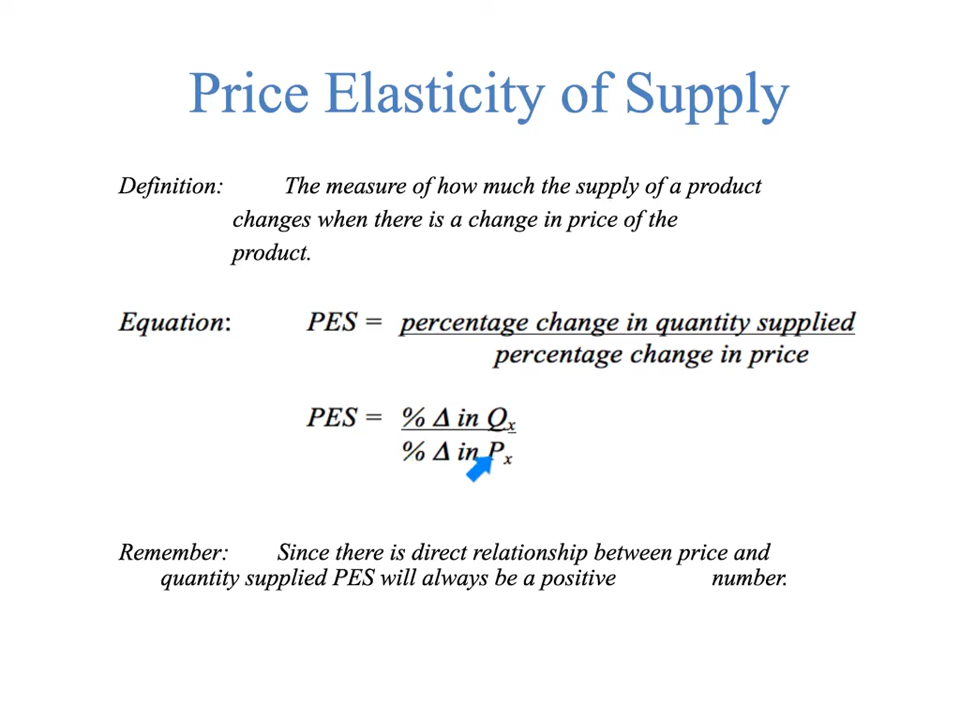 Price Elasticity of Supply
Definition: The measure of how much the supply of a product
changes when there is a change in price of the
product.
Equation: PES = percentage change in quantity supplied
percentage change in price
PES = % Δ in Qx
% Δ in Px
Remember: Since there is direct relationship between price and
quantity supplied PES will always be a positive number.